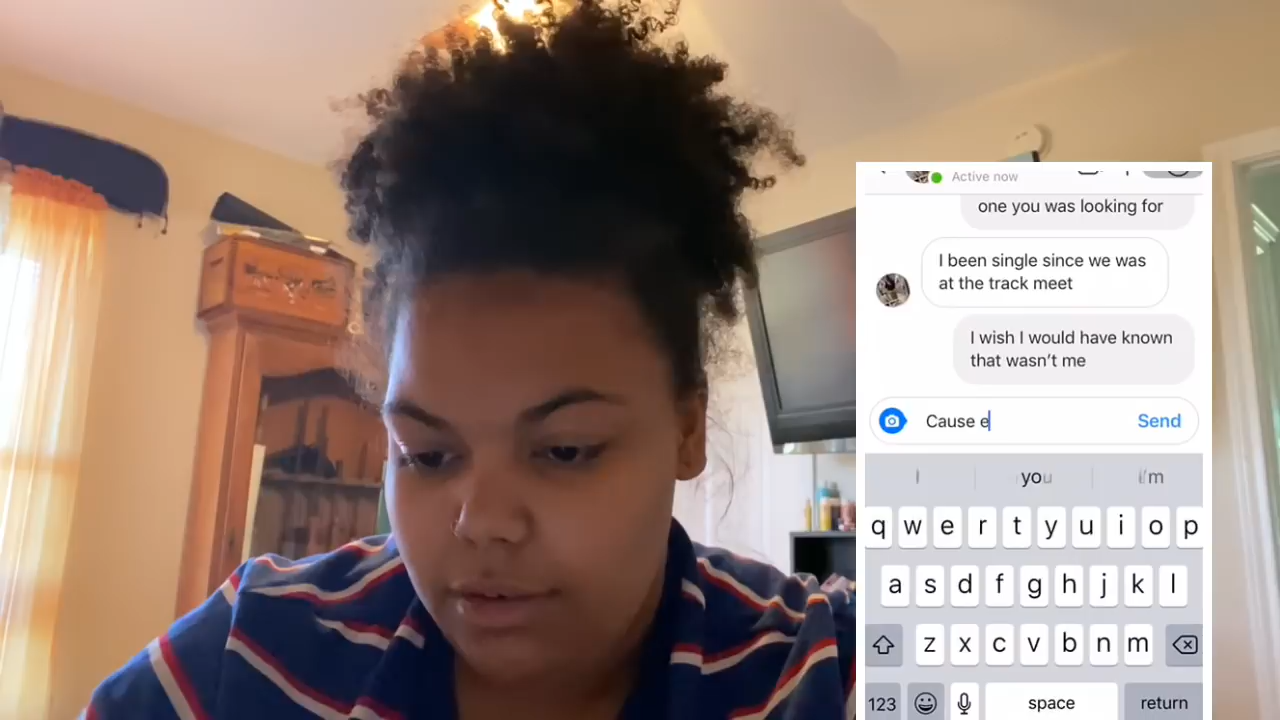 Active now
one you was looking for
I been single since we was
at the track meet
I wish I would have known
that wasn’t me
Cause e
Send
you
i'm
q w e r t y u i o p
a s d f g h j k l
z x c v b n m
123
space
return